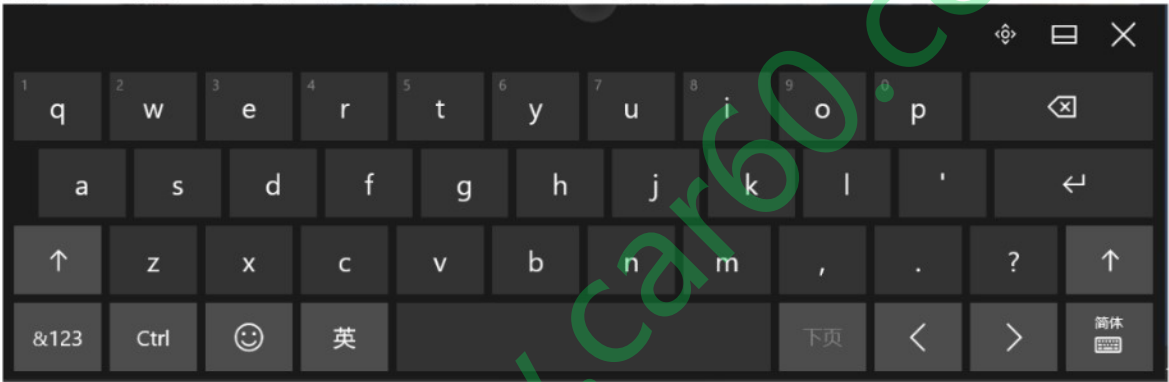 1 2 3 4 5 6 7 8 9 0
q w e r t y u i o p
a s d f g h j k l '
z x c v b n m , . ?
&123 Ctrl 英 下页 < > 简体
.car60.c